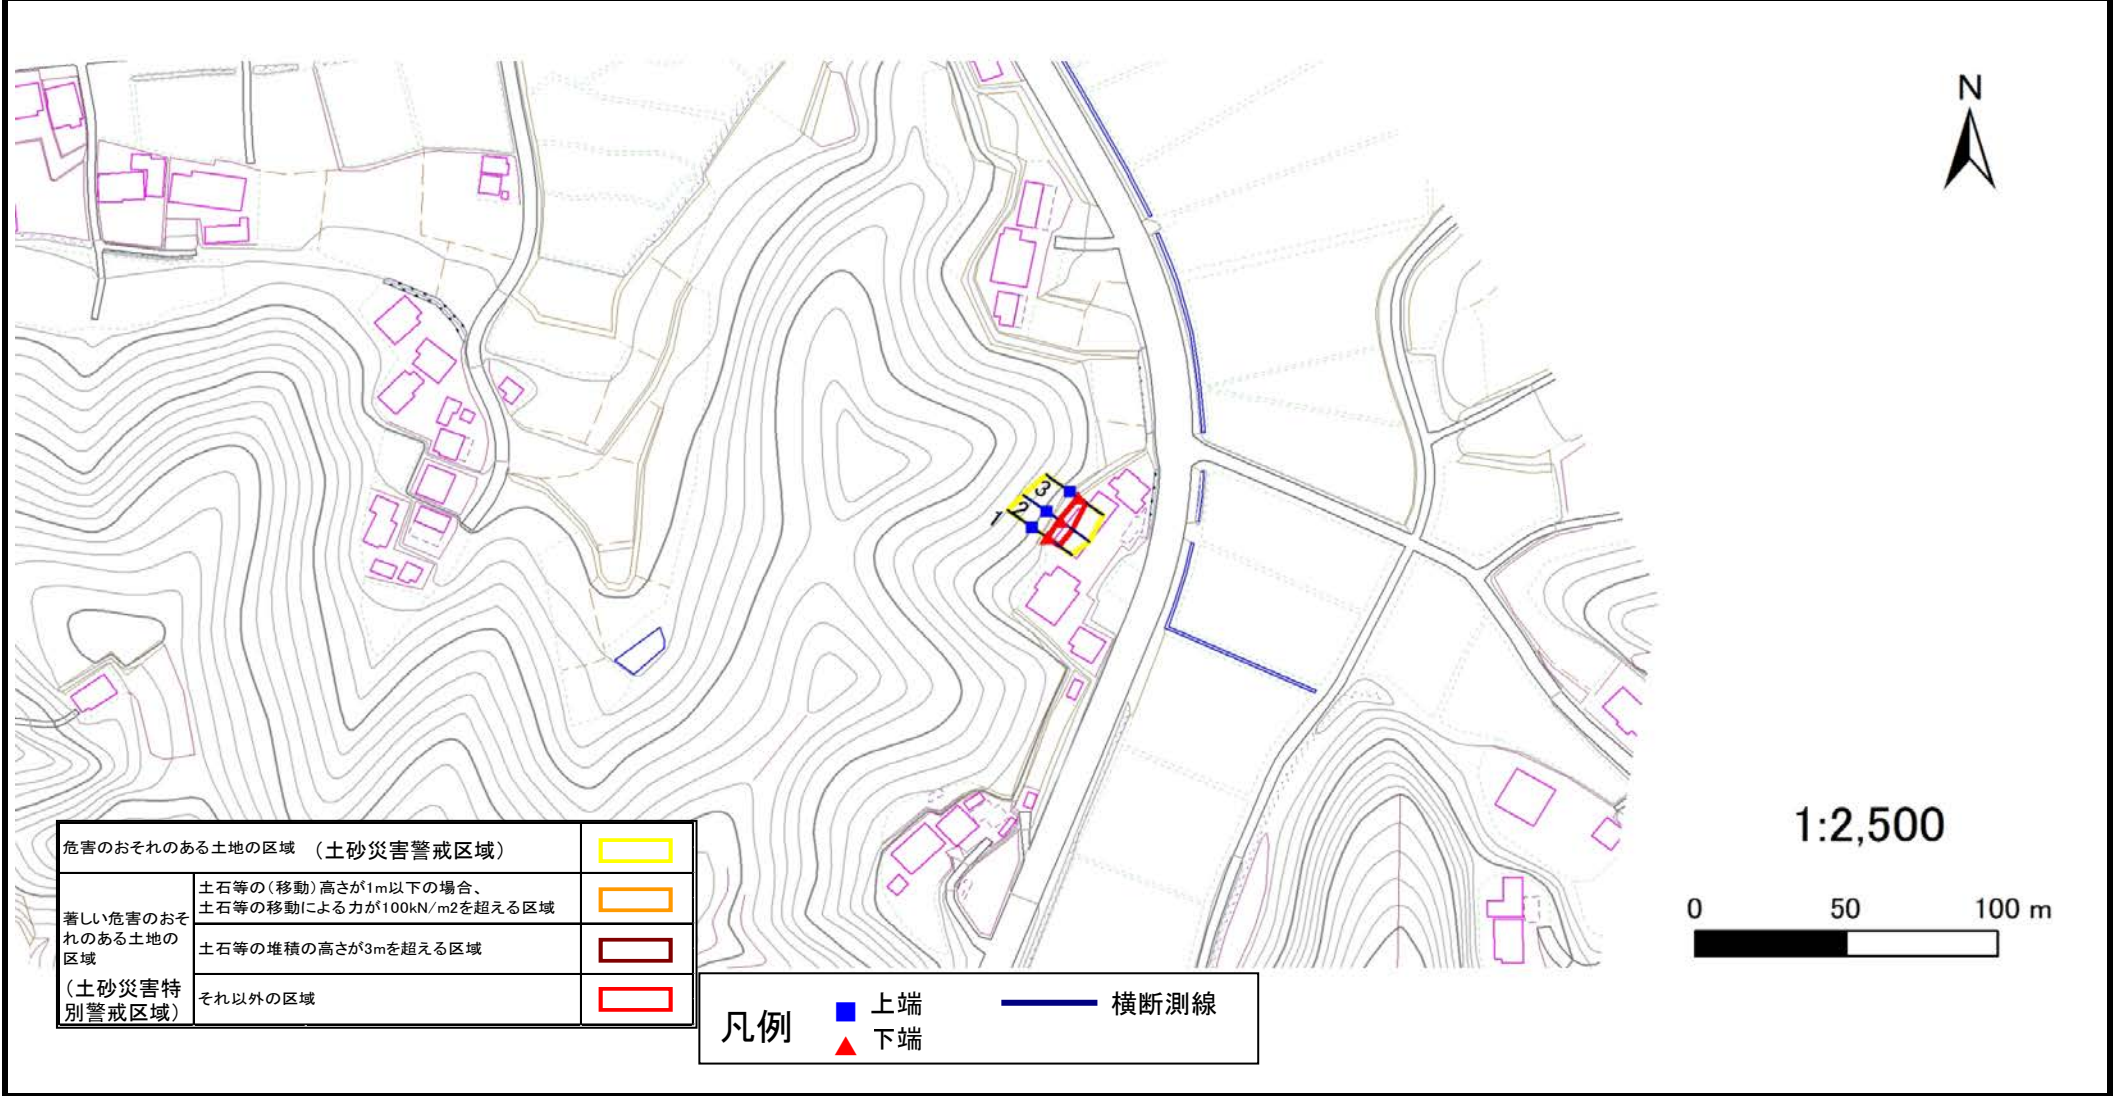 N
3
2
1
1:2,500
0 50 100 m
危害のおそれのある土地の区域 （土砂災害警戒区域）
著しい危害のおそ
れのある土地の
区域
（土砂災害特
別警戒区域）
土石等の（移動）高さが1m以下の場合、
土石等の移動による力が100kN/m2を超える区域
土石等の堆積の高さが3mを超える区域
それ以外の区域
凡例
上端
下端
横断測線